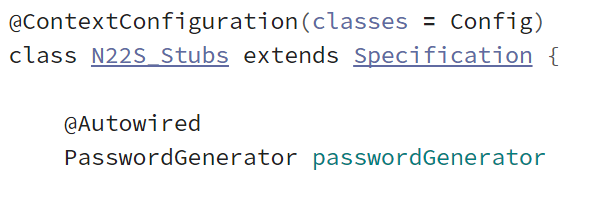 @ContextConfiguration(classes = Config)
class N22S_Stubs extends Specification {
@Autowired
PasswordGenerator passwordGenerator